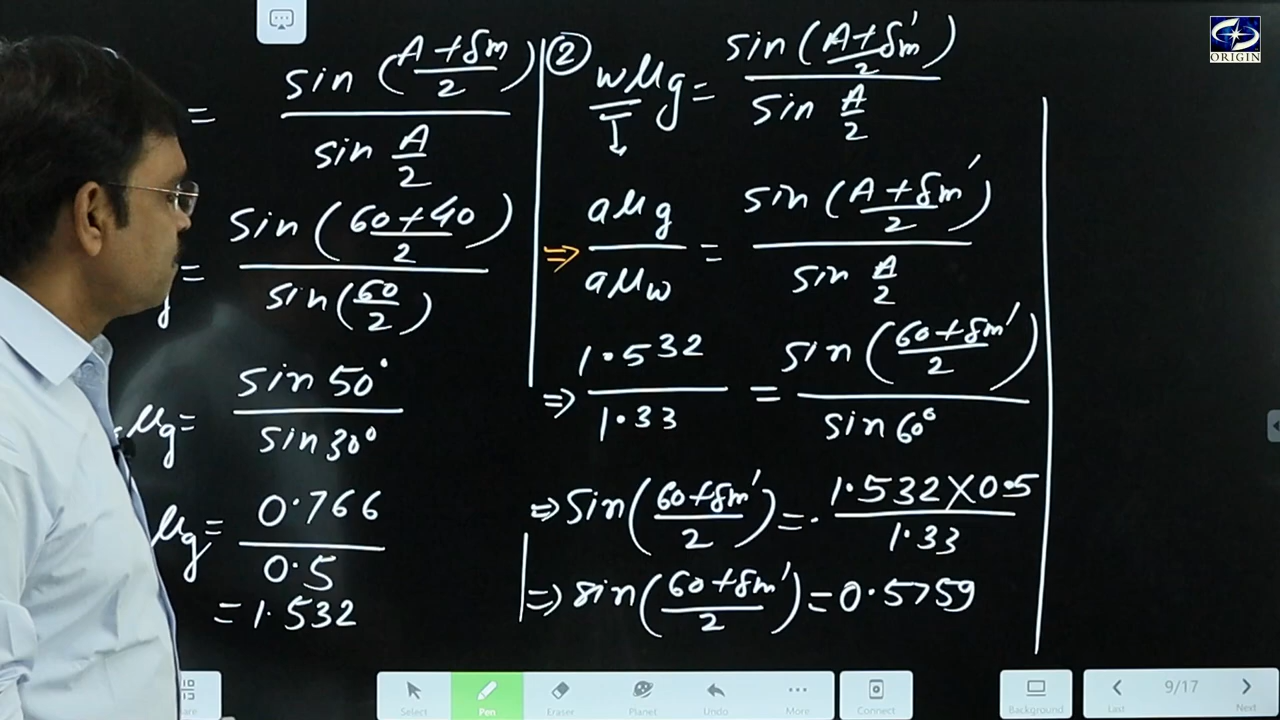 = sin (A+δm/2) / sin A/2
= sin (60+40/2) / sin (60/2)
μg = sin 50° / sin 30°
μg = 0.766 / 0.5
= 1.532
② wμg = sin (A+δm'/2) / sin A/2
⇒ aμg / aμw = sin (A+δm'/2) / sin A/2
⇒ 1.532 / 1.33 = sin (60+δm'/2) / sin 60°
⇒ sin (60+δm'/2) = 1.532×0.5 / 1.33
⇒ sin (60+δm'/2) = 0.5759
ORIGIN
Select Pen Eraser Planet Undo More Connect Background Last 9/17 Next